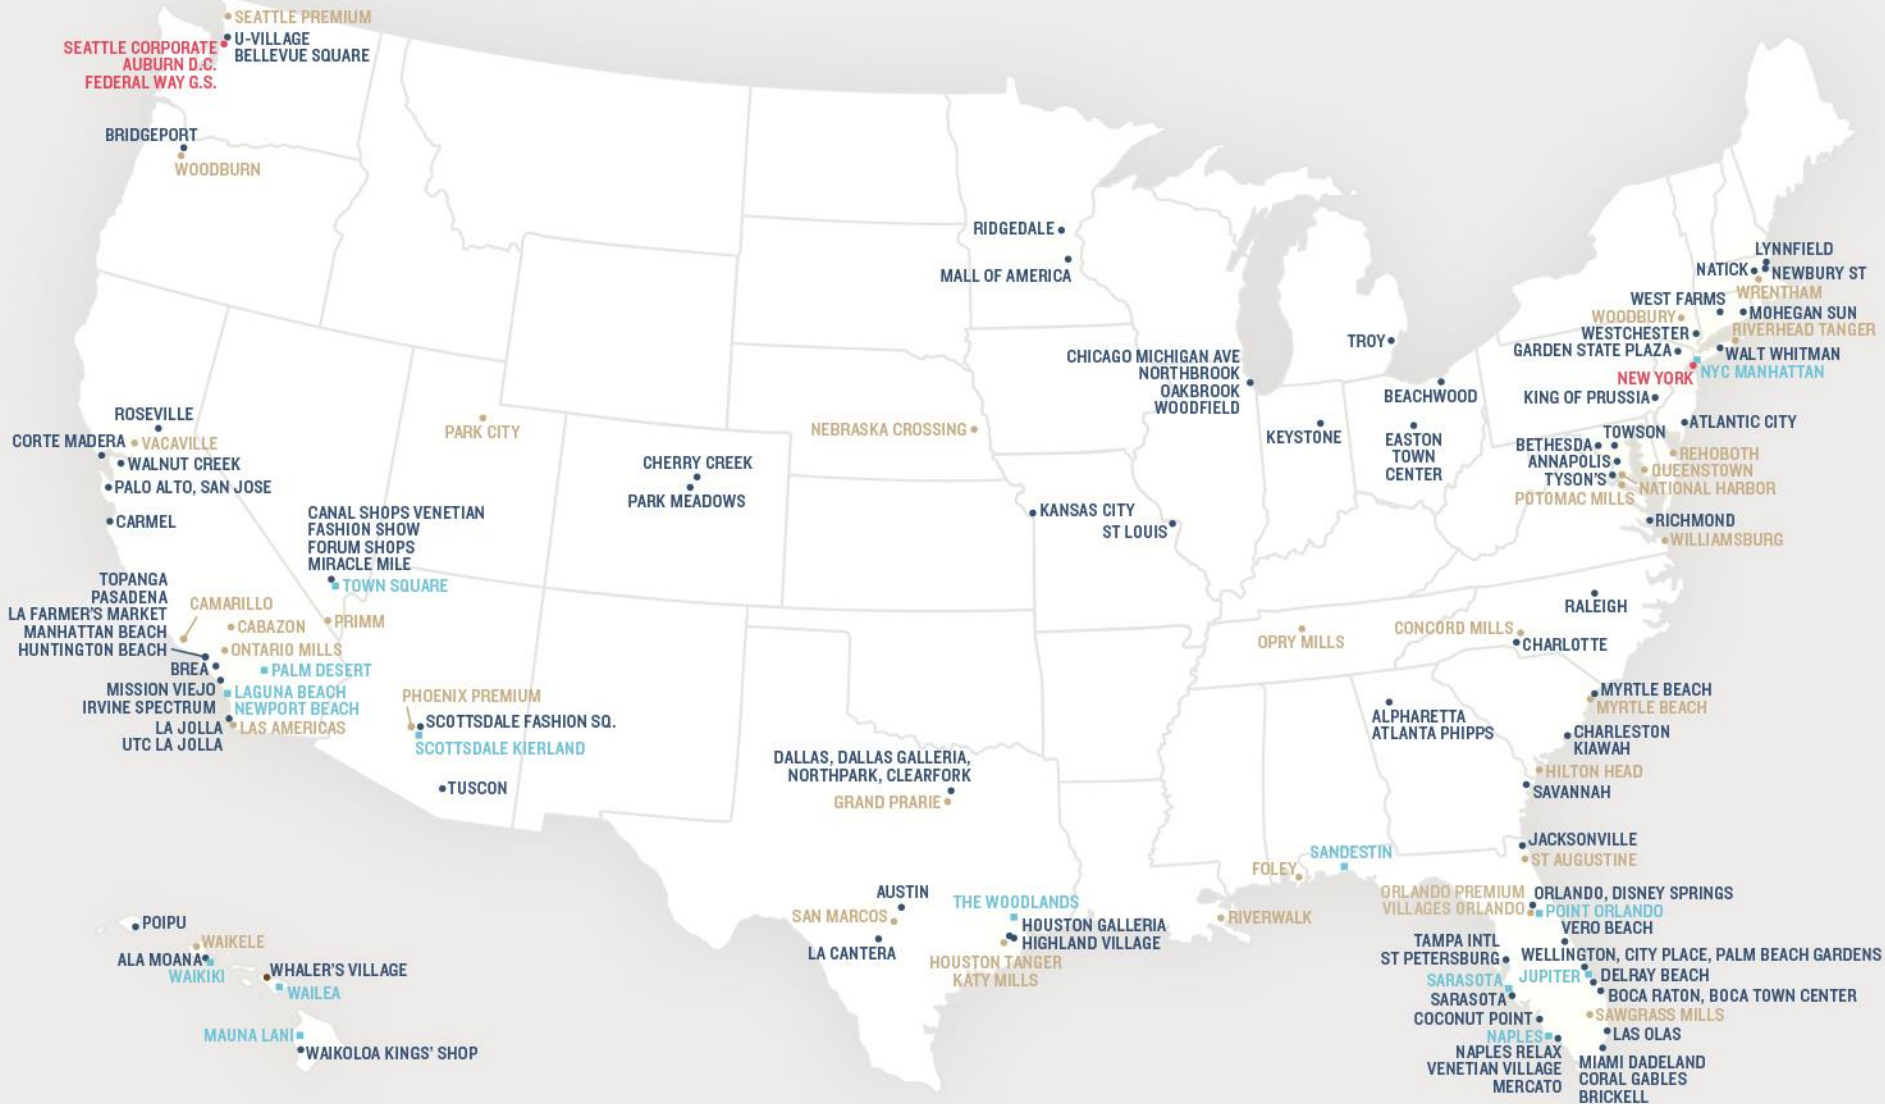 SEATTLE PREMIUM
U-VILLAGE
BELLEVUE SQUARE
SEATTLE CORPORATE
AUBURN D.C.
FEDERAL WAY G.S.
BRIDGEPORT
WOODBURN
RIDGEDALE
MALL OF AMERICA
CHICAGO MICHIGAN AVE
NORTHBROOK
OAKBROOK
WOODFIELD
TROY
BEACHWOOD
EASTON
TOWN
CENTER
KEYSTONE
LYNNFIELD
NATICK
NEWBURY ST
WRENTHAM
WEST FARMS
WOODBURY
MOHEGAN SUN
RIVERHEAD TANGER
WESTCHESTER
GARDEN STATE PLAZA
WALT WHITMAN
NEW YORK
NYC MANHATTAN
KING OF PRUSSIA
ATLANTIC CITY
TOWSON
BETHESDA
ANNAPOLIS
TYSON'S
REHOBOTH
QUEENSTOWN
NATIONAL HARBOR
POTOMAC MILLS
RICHMOND
WILLIAMSBURG
ROSEVILLE
CORTE MADERA
VACAVILLE
WALNUT CREEK
PALO ALTO, SAN JOSE
CARMEL
PARK CITY
CHERRY CREEK
PARK MEADOWS
NEBRASKA CROSSING
KANSAS CITY
ST LOUIS
CANAL SHOPS VENETIAN
FASHION SHOW
FORUM SHOPS
MIRACLE MILE
TOWN SQUARE
TOPANGA
PASADENA
LA FARMER'S MARKET
MANHATTAN BEACH
HUNTINGTON BEACH
CAMARILLO
CABAZON
PRIMM
ONTARIO MILLS
BREA
PALM DESERT
MISSION VIEJO
IRVINE SPECTRUM
LAGUNA BEACH
NEWPORT BEACH
LA JOLLA
UTC LA JOLLA
LAS AMERICAS
PHOENIX PREMIUM
SCOTTSDALE FASHION SQ.
SCOTTSDALE KIERLAND
TUSCON
RALEIGH
OPRY MILLS
CONCORD MILLS
CHARLOTTE
MYRTLE BEACH
MYRTLE BEACH
ALPHARETTA
ATLANTA PHIPPS
CHARLESTON
KIAWAH
HILTON HEAD
SAVANNAH
DALLAS, DALLAS GALLERIA,
NORTHPARK, CLEARFORK
GRAND PRARIE
JACKSONVILLE
ST AUGUSTINE
SANDESTIN
FOLEY
RIVERWALK
AUSTIN
SAN MARCOS
LA CANTERA
THE WOODLANDS
HOUSTON GALLERIA
HIGHLAND VILLAGE
HOUSTON TANGER
KATY MILLS
ORLANDO PREMIUM
VILLAGES ORLANDO
ORLANDO, DISNEY SPRINGS
POINT ORLANDO
VERO BEACH
TAMPA INTL
ST PETERSBURG
WELLINGTON, CITY PLACE, PALM BEACH GARDENS
SARASOTA
JUPITER
DELRAY BEACH
SARASOTA
BOCA RATON, BOCA TOWN CENTER
COCONUT POINT
SAWGRASS MILLS
NAPLES
LAS OLAS
NAPLES RELAX
VENETIAN VILLAGE
MERCATO
MIAMI DADELAND
CORAL GABLES
BRICKELL
POIPU
WAIKELE
ALA MOANA
WAIKIKI
WHALER'S VILLAGE
WAILEA
MAUNA LANI
WAIKOLOA KINGS' SHOP